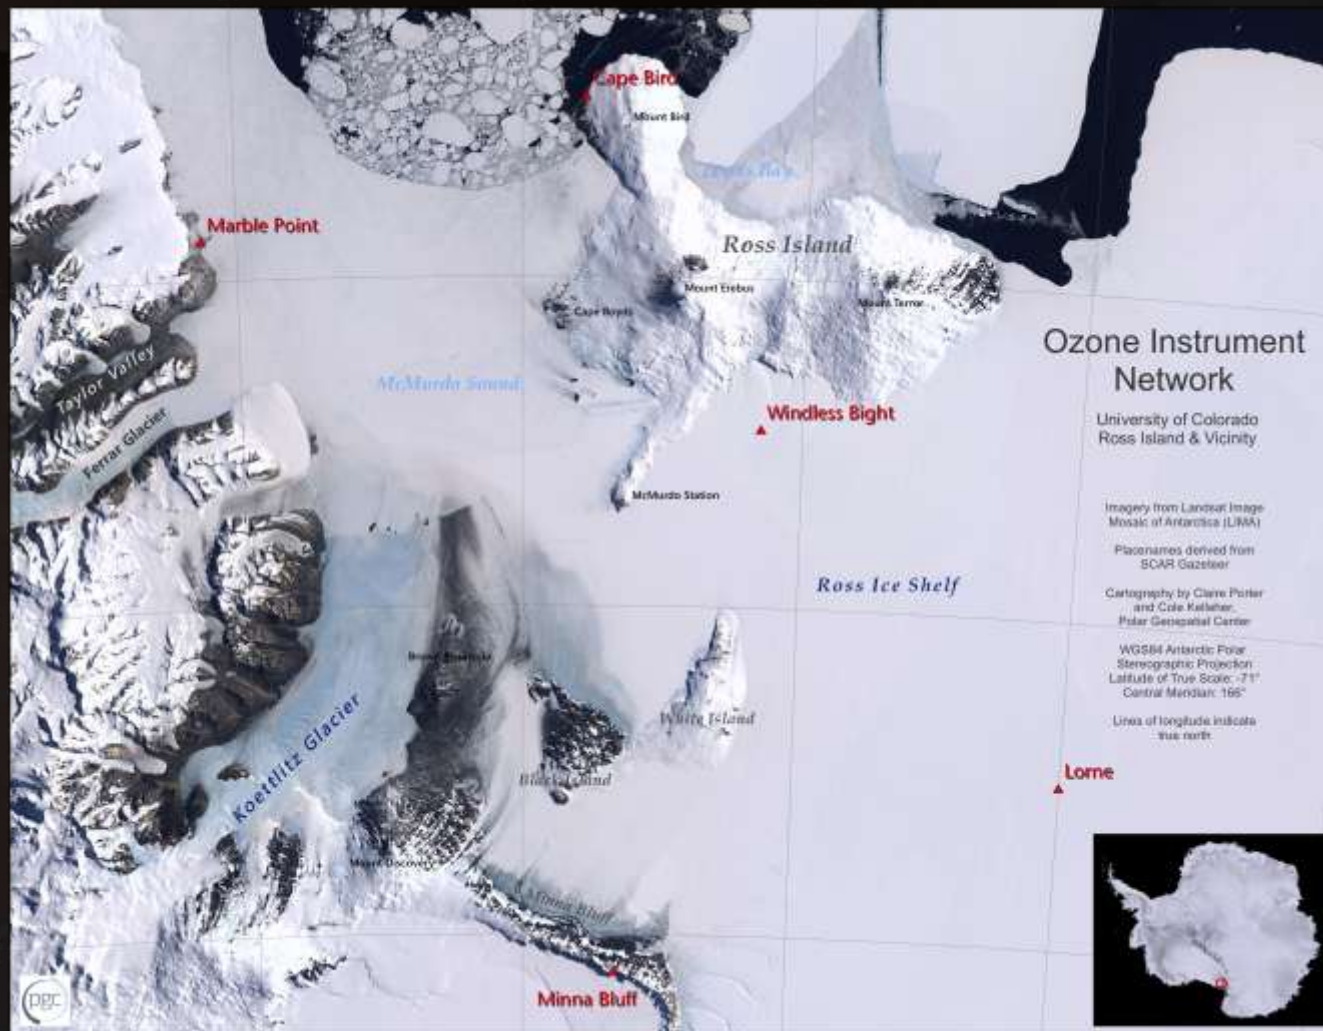 Cape Bird
Mount Bird
Lewis Bay
Marble Point
Ross Island
Mount Erebus
Mount Terror
Cape Royds
Ozone Instrument
Network
Taylor Valley
McMurdo Sound
Windless Bight
University of Colorado
Ross Island & Vicinity
Ferrar Glacier
McMurdo Station
Imagery from Landsat Image
Mosaic of Antarctica (LIMA)
Placenames derived from
SCAR Gazeteer
Ross Ice Shelf
Cartography by Claire Porter
and Cole Kelleher,
Polar Geospatial Center
WGS84 Antarctic Polar
Stereographic Projection
Latitude of True Scale: -71°
Central Meridian: 166°
Brown Peninsula
Lines of longitude indicate
true north
White Island
Koettlitz Glacier
Black Island
Lorne
Mount Discovery
Minna Bluff
Minna Bluff
pgc